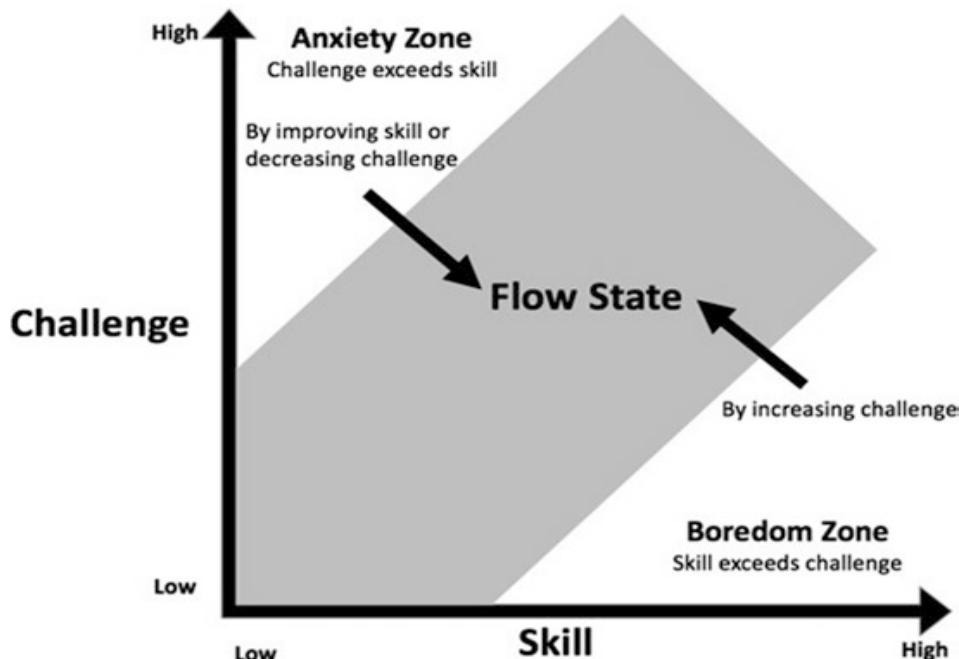 High
Anxiety Zone
Challenge exceeds skill
By improving skill or
decreasing challenge
Flow State
Challenge
By increasing challenge
Boredom Zone
Skill exceeds challenge
Low
Low
Skill
High